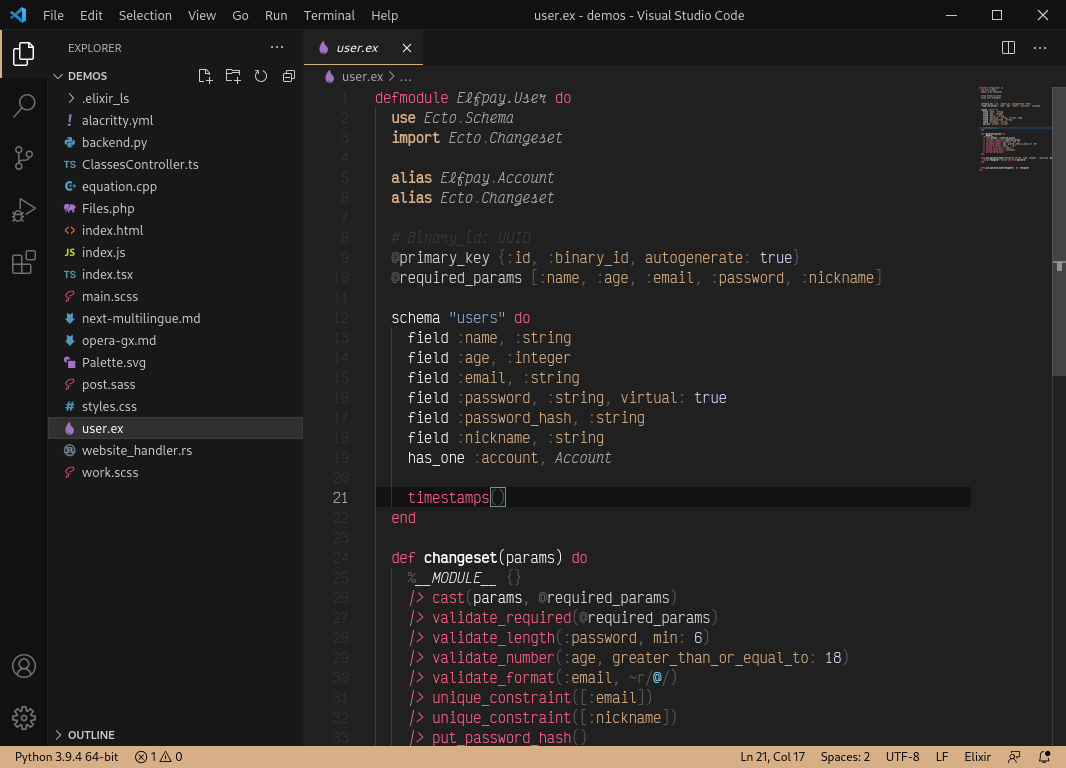 File Edit Selection View Go Run Terminal Help
user.ex - demos - Visual Studio Code
EXPLORER
DEMOS
.elixir_ls
! alacritty.yml
backend.py
TS ClassesController.ts
equation.cpp
Files.php
index.html
JS index.js
TS index.tsx
main.scss
next-multilingue.md
opera-gx.md
Palette.svg
post.sass
# styles.css
user.ex
website_handler.rs
work.scss
OUTLINE
user.ex
user.ex > ...
1 defmodule Elfpay.User do
2 use Ecto.Schema
3 import Ecto.Changeset
4
5 alias Elfpay.Account
6 alias Ecto.Changeset
7
8 # Binary_id: UUID
9 @primary_key {:id, :binary_id, autogenerate: true}
10 @required_params [:name, :age, :email, :password, :nickname]
11
12 schema "users" do
13 field :name, :string
14 field :age, :integer
15 field :email, :string
16 field :password, :string, virtual: true
17 field :password_hash, :string
18 field :nickname, :string
19 has_one :account, Account
20
21 timestamps()
22 end
23
24 def changeset(params) do
25 %__MODULE__ {}
26 |> cast(params, @required_params)
27 |> validate_required(@required_params)
28 |> validate_length(:password, min: 6)
29 |> validate_number(:age, greater_than_or_equal_to: 18)
30 |> validate_format(:email, ~r/@/)
31 |> unique_constraint([:email])
32 |> unique_constraint([:nickname])
33 |> put_password_hash()
Python 3.9.4 64-bit 1 0
Ln 21, Col 17 Spaces: 2 UTF-8 LF Elixir